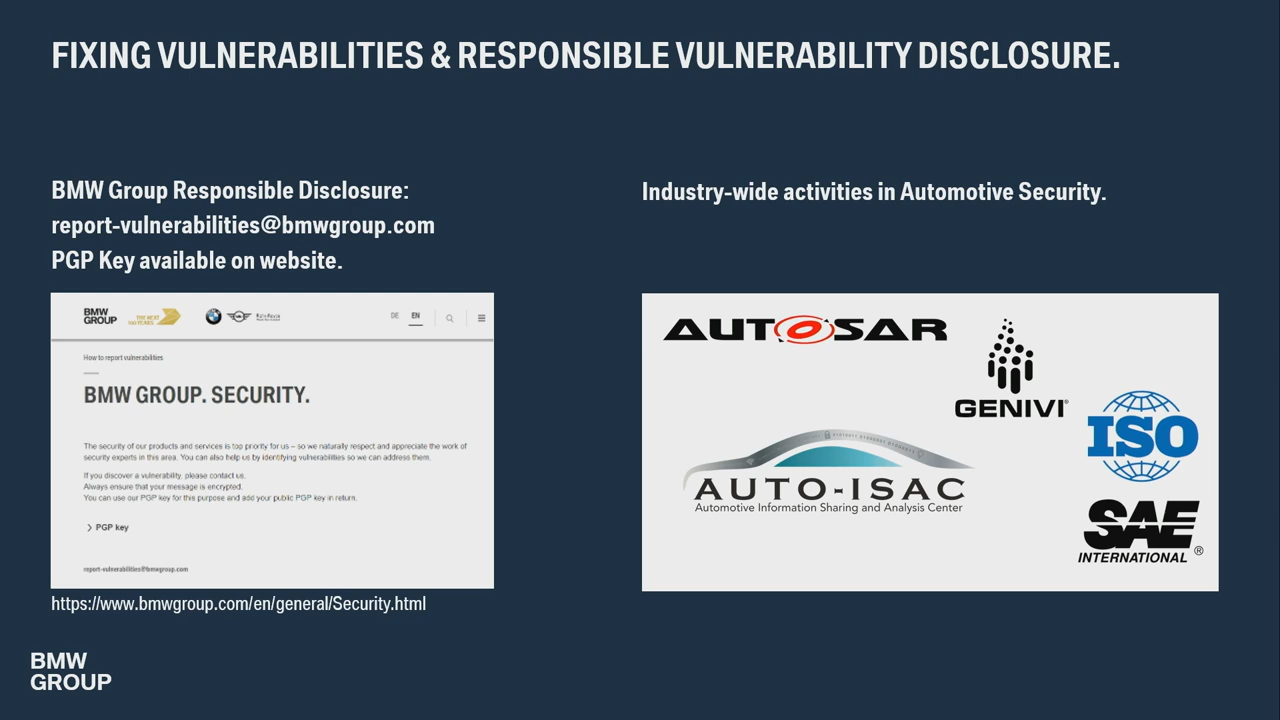 FIXING VULNERABILITIES & RESPONSIBLE VULNERABILITY DISCLOSURE.
BMW Group Responsible Disclosure:
report-vulnerabilities@bmwgroup.com
PGP Key available on website.
BMW
GROUP
THE NEXT
100 YEARS
DE
EN
How to report vulnerabilities
BMW GROUP. SECURITY.
The security of our products and services is top priority for us – so we naturally respect and appreciate the work of
security experts in this area. You can also help us by identifying vulnerabilities so we can address them.
If you discover a vulnerability, please contact us.
Always ensure that your message is encrypted.
You can use our PGP key for this purpose and add your public PGP key in return.
PGP key
report-vulnerabilities@bmwgroup.com
https://www.bmwgroup.com/en/general/Security.html
Industry-wide activities in Automotive Security.
AUTOSAR
GENIVI®
ISO
AUTO-ISAC
Automotive Information Sharing and Analysis Center
SAE
INTERNATIONAL®
BMW
GROUP